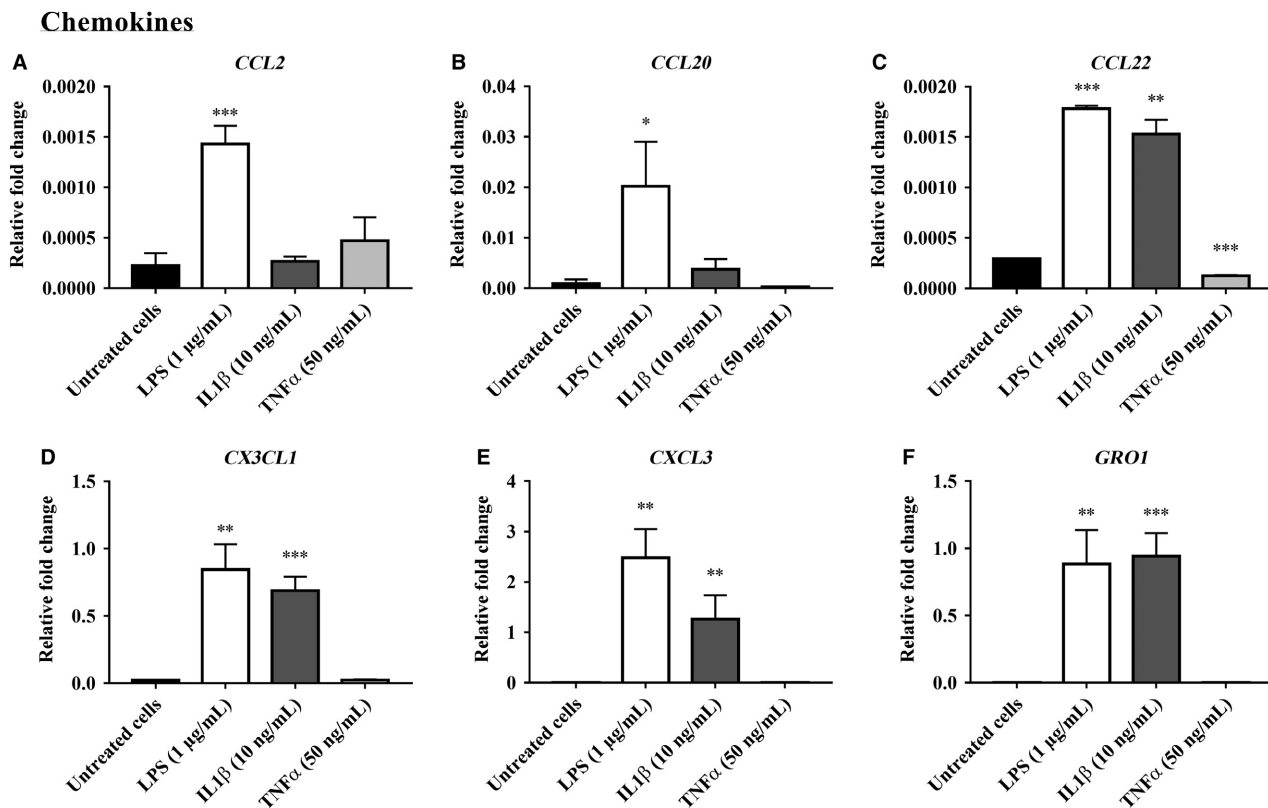 Chemokines
A
CCL2
Relative fold change
0.0020
***
0.0015
0.0010
0.0005
0.0000
Untreated cells
LPS (1 µg/mL)
IL1β (10 ng/mL)
TNFα (50 ng/mL)
B
CCL20
Relative fold change
0.04
0.03
*
0.02
0.01
0.00
Untreated cells
LPS (1 µg/mL)
IL1β (10 ng/mL)
TNFα (50 ng/mL)
C
CCL22
Relative fold change
0.0020
*** **
0.0015
0.0010
0.0005
***
0.0000
Untreated cells
LPS (1 µg/mL)
IL1β (10 ng/mL)
TNFα (50 ng/mL)
D
CX3CL1
Relative fold change
1.5
**
***
1.0
0.5
0.0
Untreated cells
LPS (1 µg/mL)
IL1β (10 ng/mL)
TNFα (50 ng/mL)
E
CXCL3
Relative fold change
4
**
3
**
2
1
0
Untreated cells
LPS (1 µg/mL)
IL1β (10 ng/mL)
TNFα (50 ng/mL)
F
GRO1
Relative fold change
1.5
** ***
1.0
0.5
0.0
Untreated cells
LPS (1 µg/mL)
IL1β (10 ng/mL)
TNFα (50 ng/mL)